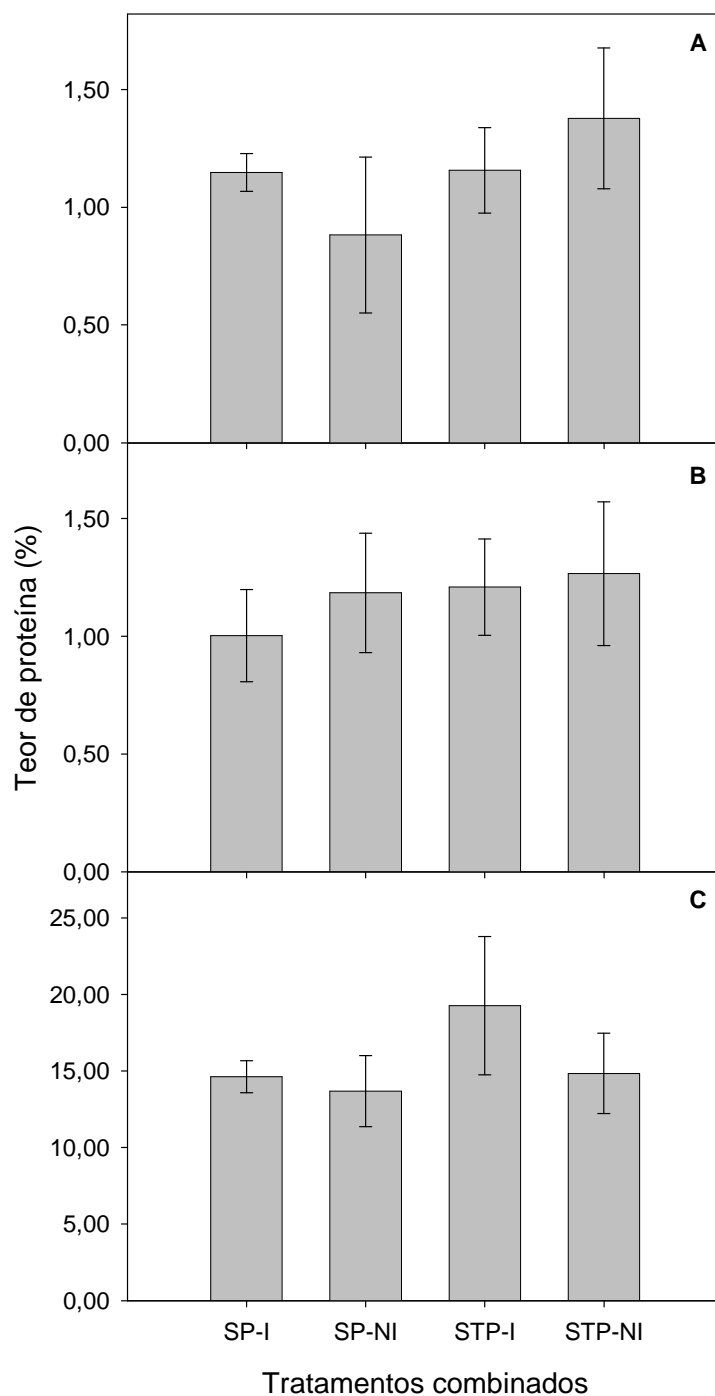 A
1,50
1,00
0,50
0,00
B
1,50
1,00
0,50
0,00
C
25,00
20,00
15,00
10,00
5,00
0,00
Teor de proteína (%)
SP-I SP-NI STP-I STP-NI
Tratamentos combinados